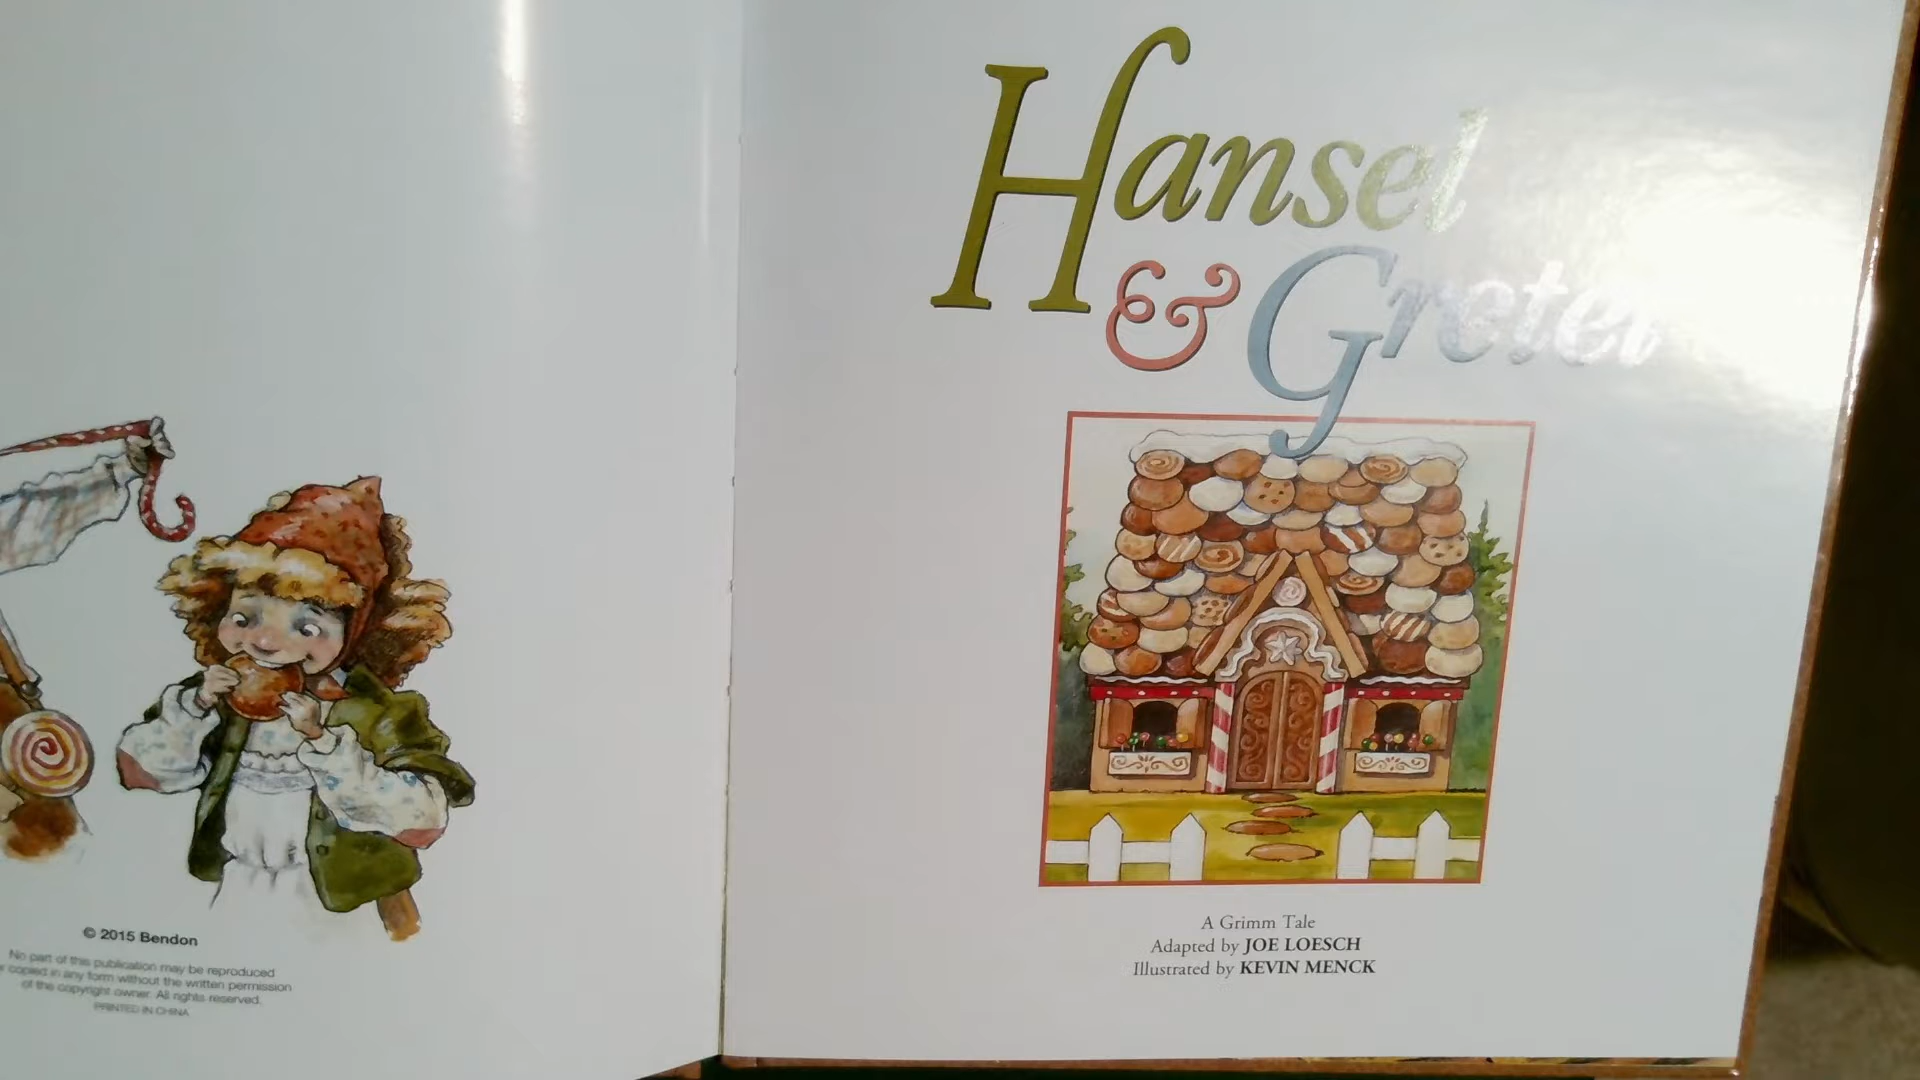 © 2015 Bendon
No part of this publication may be reproduced
copied in any form without the written permission
of the copyright owner. All rights reserved.
PRINTED IN CHINA
Hansel
& Gretel
A Grimm Tale
Adapted by JOE LOESCH
Illustrated by KEVIN MENCK